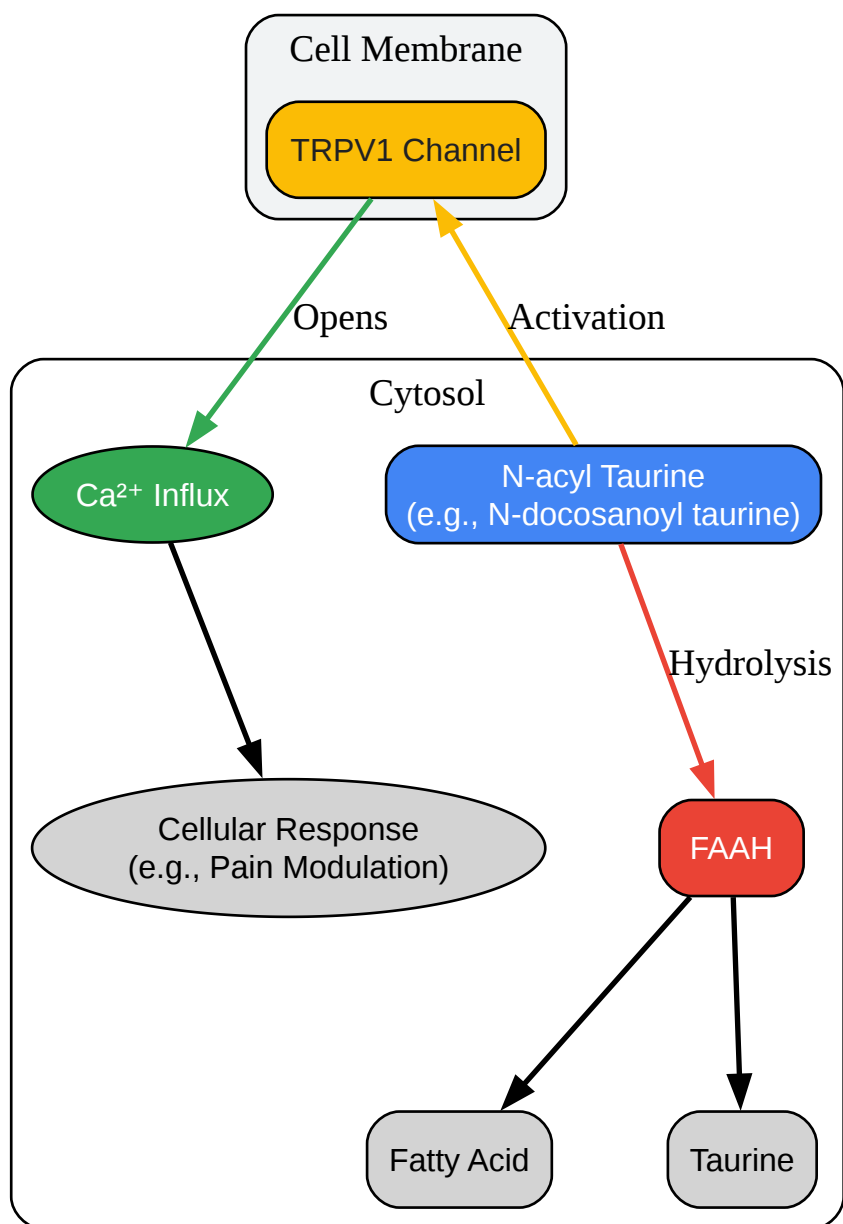 Cell Membrane
TRPV1 Channel
Opens
Activation
Cytosol
Ca²⁺ Influx
N-acyl Taurine
(e.g., N-docosanoyl taurine)
Hydrolysis
Cellular Response
(e.g., Pain Modulation)
FAAH
Fatty Acid
Taurine